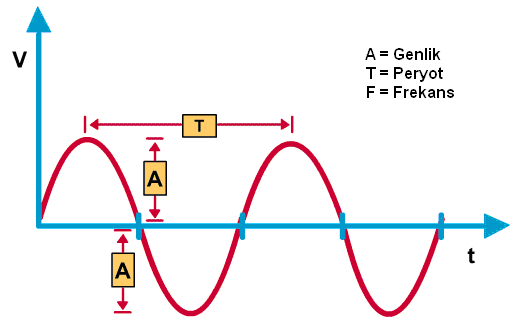 V
A = Genlik
T = Peryot
F = Frekans
T
A
A
t